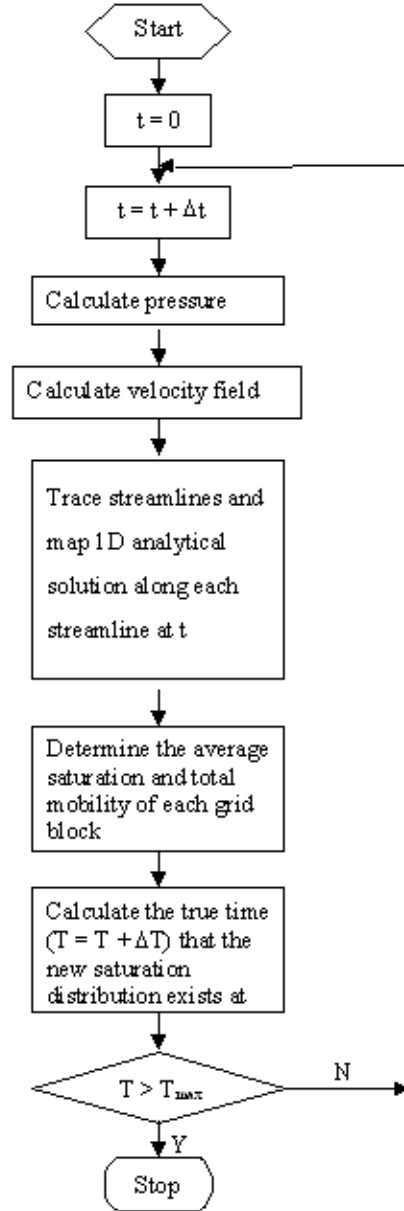 Start
t = 0
t = t + Δt
Calculate pressure
Calculate velocity field
Trace streamlines and
map 1D analytical
solution along each
streamline at t
Determine the average
saturation and total
mobility of each grid
block
Calculate the true time
(T = T + ΔT) that the
new saturation
distribution exists at
T > Tmax
N
Y
Stop